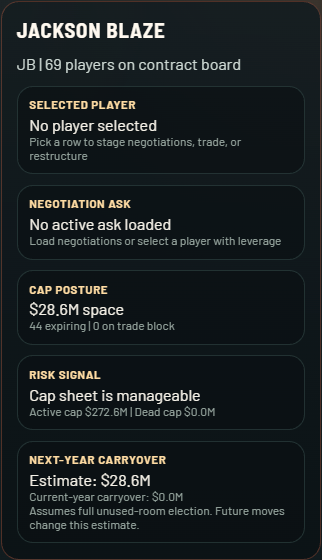 JACKSON BLAZE
JB | 69 players on contract board
SELECTED PLAYER
No player selected
Pick a row to stage negotiations, trade, or
restructure
NEGOTIATION ASK
No active ask loaded
Load negotiations or select a player with leverage
CAP POSTURE
$28.6M space
44 expiring | 0 on trade block
RISK SIGNAL
Cap sheet is manageable
Active cap $272.6M | Dead cap $0.0M
NEXT-YEAR CARRYOVER
Estimate: $28.6M
Current-year carryover: $0.0M
Assumes full unused-room election. Future moves
change this estimate.